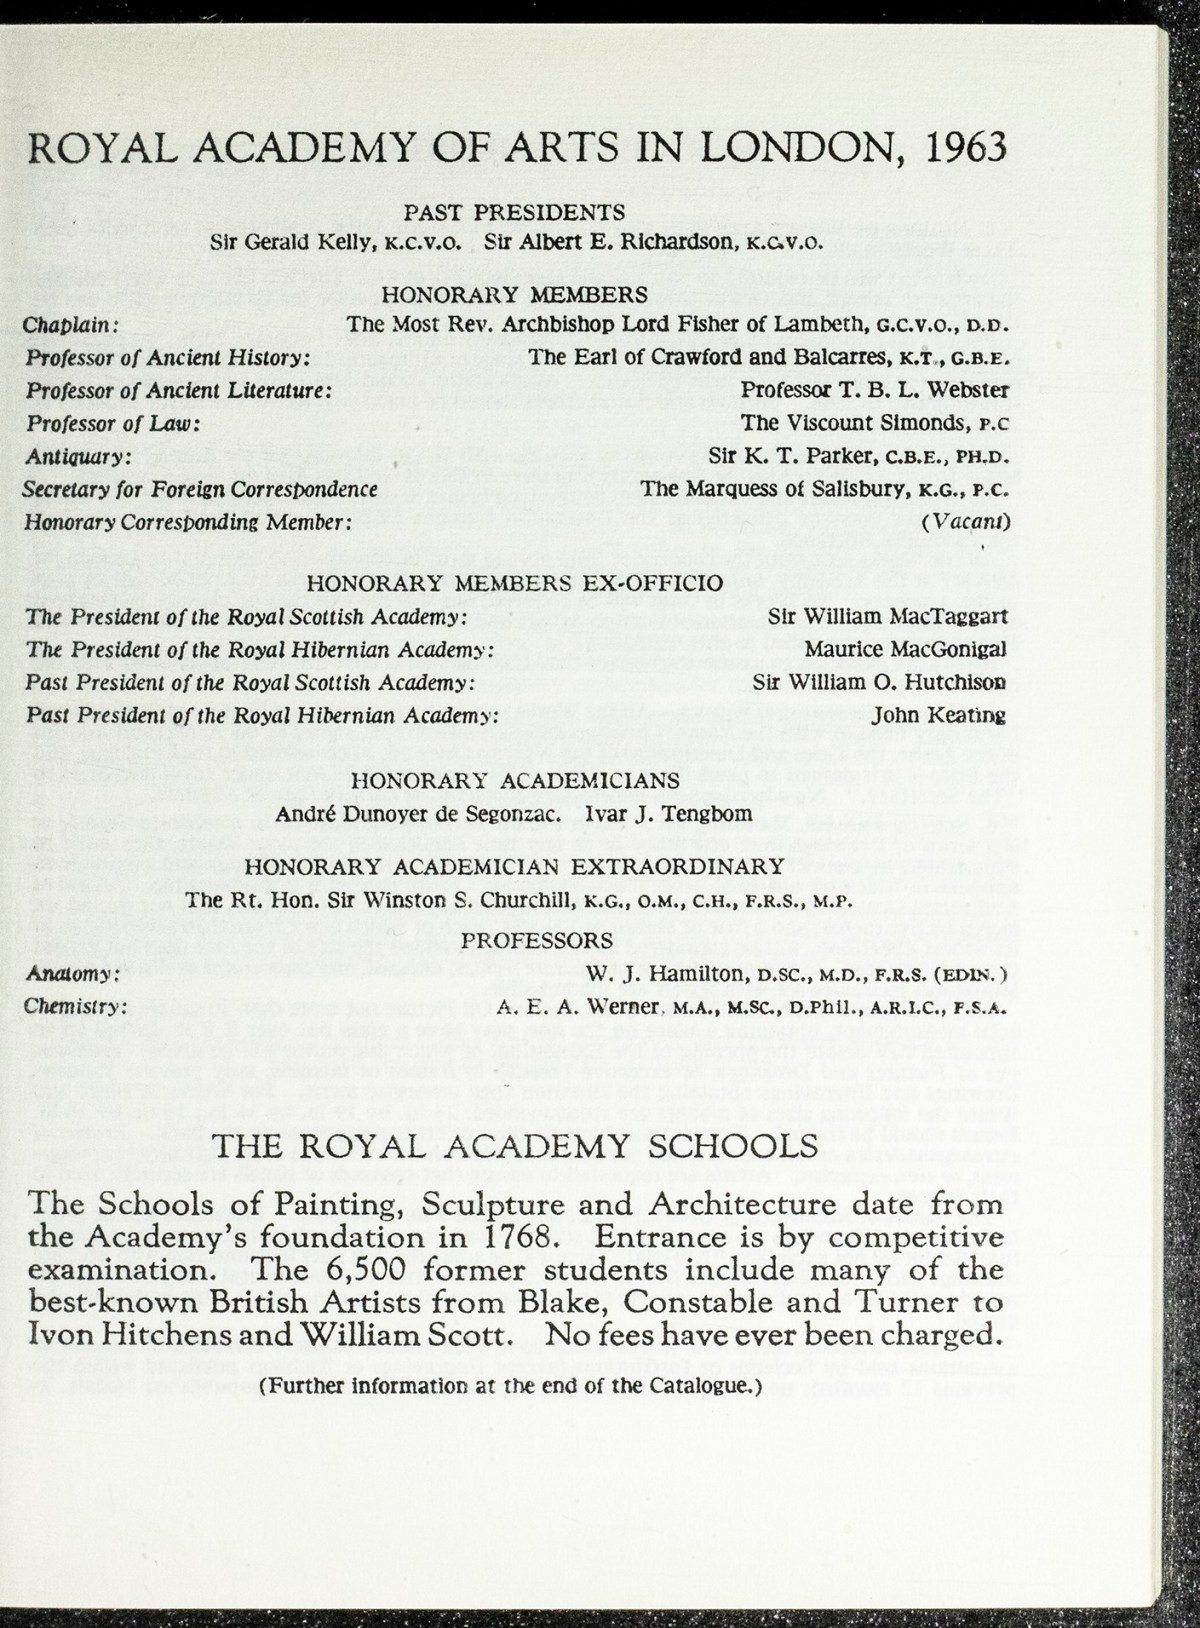 ROYAL ACADEMY OF ARTS IN LONDON, 1963
PAST PRESIDENTS
Sir Gerald Kelly, K.C.V.O. Sir Albert E. Richardson, K.C.V.O.
HONORARY MEMBERS
Chaplain: The Most Rev. Archbishop Lord Fisher of Lambeth, G.C.V.O., D.D.
Professor of Ancient History: The Earl of Crawford and Balcarres, K.T., G.B.E.
Professor of Ancient Literature: Professor T. B. L. Webster
Professor of Law: The Viscount Simonds, P.C
Antiquary: Sir K. T. Parker, C.B.E., PH.D.
Secretary for Foreign Correspondence The Marquess of Salisbury, K.G., P.C.
Honorary Corresponding Member: (Vacant)
HONORARY MEMBERS EX-OFFICIO
The President of the Royal Scottish Academy: Sir William MacTaggart
The President of the Royal Hibernian Academy: Maurice MacGonigal
Past President of the Royal Scottish Academy: Sir William O. Hutchison
Past President of the Royal Hibernian Academy: John Keating
HONORARY ACADEMICIANS
André Dunoyer de Segonzac. Ivar J. Tengbom
HONORARY ACADEMICIAN EXTRAORDINARY
The Rt. Hon. Sir Winston S. Churchill, K.G., O.M., C.H., F.R.S., M.P.
PROFESSORS
Anatomy: W. J. Hamilton, D.SC., M.D., F.R.S. (EDIN.)
Chemistry: A. E. A. Werner, M.A., M.SC., D.Phil., A.R.I.C., F.S.A.
THE ROYAL ACADEMY SCHOOLS
The Schools of Painting, Sculpture and Architecture date from
the Academy's foundation in 1768. Entrance is by competitive
examination. The 6,500 former students include many of the
best-known British Artists from Blake, Constable and Turner to
Ivon Hitchens and William Scott. No fees have ever been charged.
(Further information at the end of the Catalogue.)